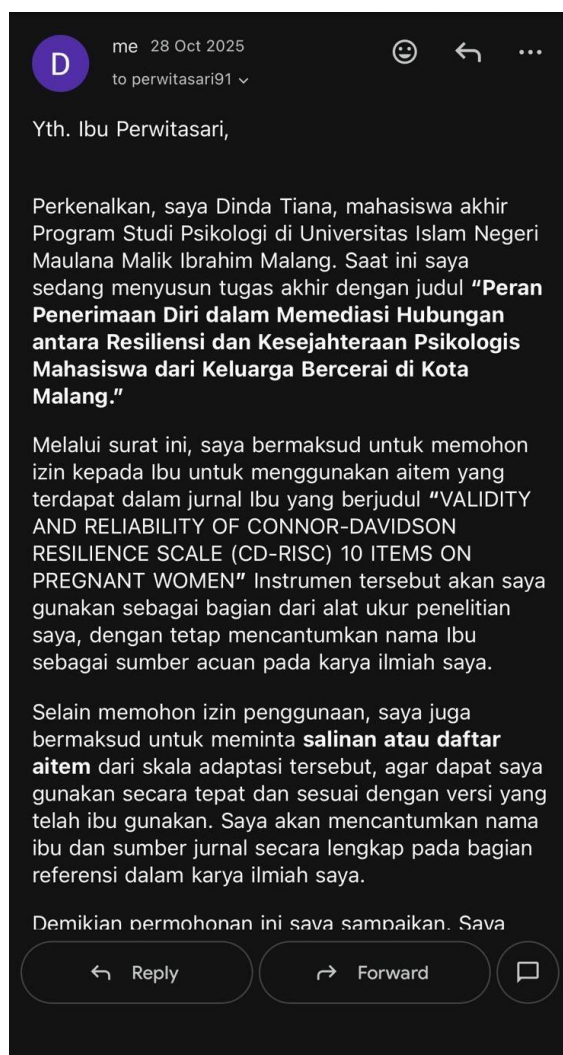 D
me 28 Oct 2025
to perwitasari91
Yth. Ibu Perwitasari,
Perkenalkan, saya Dinda Tiana, mahasiswa akhir
Program Studi Psikologi di Universitas Islam Negeri
Maulana Malik Ibrahim Malang. Saat ini saya
sedang menyusun tugas akhir dengan judul “Peran
Penerimaan Diri dalam Memediasi Hubungan
antara Resiliensi dan Kesejahteraan Psikologis
Mahasiswa dari Keluarga Bercerai di Kota
Malang.”
Melalui surat ini, saya bermaksud untuk memohon
izin kepada Ibu untuk menggunakan aitem yang
terdapat dalam jurnal Ibu yang berjudul “VALIDITY
AND RELIABILITY OF CONNOR-DAVIDSON
RESILIENCE SCALE (CD-RISC) 10 ITEMS ON
PREGNANT WOMEN” Instrumen tersebut akan saya
gunakan sebagai bagian dari alat ukur penelitian
saya, dengan tetap mencantumkan nama Ibu
sebagai sumber acuan pada karya ilmiah saya.
Selain memohon izin penggunaan, saya juga
bermaksud untuk meminta salinan atau daftar
aitem dari skala adaptasi tersebut, agar dapat saya
gunakan secara tepat dan sesuai dengan versi yang
telah ibu gunakan. Saya akan mencantumkan nama
ibu dan sumber jurnal secara lengkap pada bagian
referensi dalam karya ilmiah saya.
Demikian permohonan ini saya sampaikan. Saya
Reply
Forward